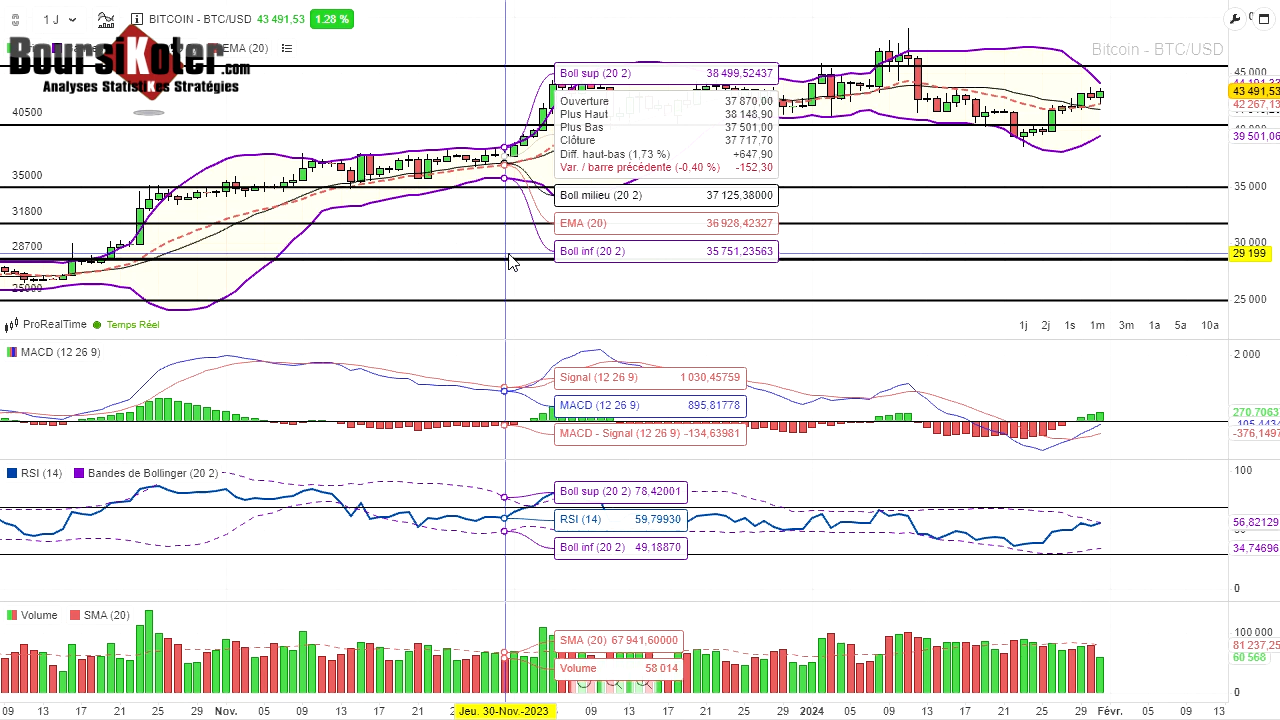 1 J
BITCOIN - BTC/USD 43 491,53 1.28 %
EMA (20)
BoursiKoter.com
Analyses StatistiKes Stratégies
Bitcoin - BTC/USD
Boll sup (20 2) 38 499,52437
Ouverture 37 870,00
Plus Haut 38 148,90
Plus Bas 37 501,00
Clôture 37 717,70
Diff. haut-bas (1,73 %) +647,90
Var. / barre précédente (-0.40 %) -152,30
Boll milieu (20 2) 37 125,38000
EMA (20) 36 928,42327
Boll inf (20 2) 35 751,23563
40500
35000
31800
28700
25000
45 000
43 491,53
42 267,13
39 501,06
35 000
30 000
29 199
25 000
ProRealTime Temps Réel
1j 2j 1s 1m 3m 1a 5a 10a
MACD (12 26 9)
Signal (12 26 9) 1 030,45759
MACD (12 26 9) 895.81778
MACD - Signal (12 26 9) -134,63981
2 000
270,7063
-376,1497
RSI (14) Bandes de Bollinger (20 2)
Boll sup (20 2) 78,42001
RSI (14) 59,79930
Boll inf (20 2) 49,18870
100
56,82129
34,74696
0
Volume SMA (20)
SMA (20) 67 941,60000
Volume 58 014
100 000
81 237,25
60 568
0
09 13 17 21 25 29 Nov. 05 09 13 17 21 Jeu. 30-Nov.-2023 09 13 17 21 25 29 2024 05 09 13 17 21 25 29 Févr. 05 09 13